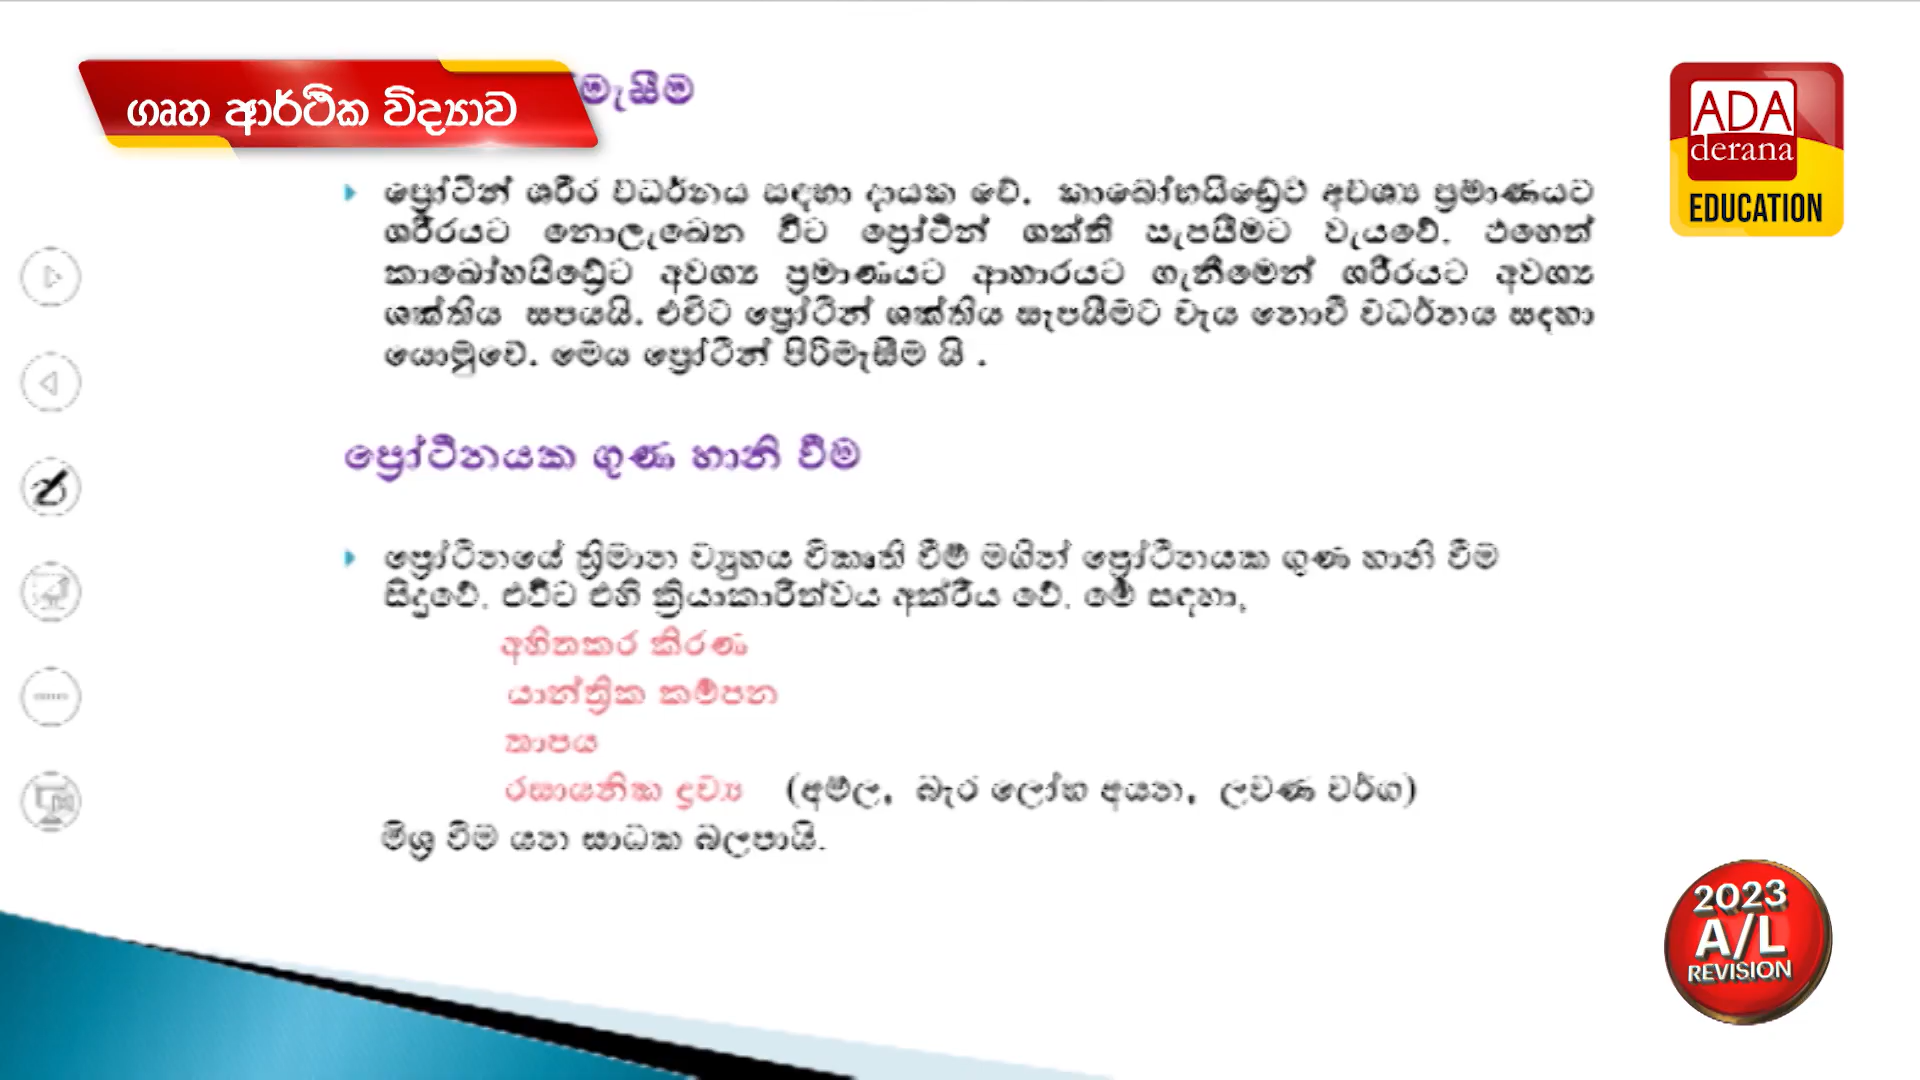 ගෘහ ආර්ථික විද්‍යාව
මැසීම
ADA
derana
EDUCATION
ප්‍රෝටීන් ශරීර වර්ධනය සඳහා දායක වේ. කාබෝහයිඩ්‍රේට අවශ්‍ය ප්‍රමාණයට
ශරීරයට නොලැබෙන විට ප්‍රෝටීන් ශක්ති සැපයීමට වැයවේ. එහෙත්
කාබෝහයිඩ්‍රේට අවශ්‍ය ප්‍රමාණයට ආහාරයට ගැනීමෙන් ශරීරයට අවශ්‍ය
ශක්තිය සපයයි. එවිට ප්‍රෝටීන් ශක්තිය සැපයීමට වැය නොවී වර්ධනය සඳහා
යොමුවේ. මෙය ප්‍රෝටීන් පිරිමැසීම යි .
ප්‍රෝටීනයක ගුණ හානි වීම
ප්‍රෝටීනයේ ත්‍රිමාන ව්‍යුහය විකෘති වීම් මගින් ප්‍රෝටීනයක ගුණ හානි වීම
සිදුවේ. එවිට එහි ක්‍රියාකාරීත්වය අක්රීය වේ. මේ සඳහා,
අහිතකර කිරණ
යාන්ත්‍රික කම්පන
තාපය
රසායනික ද්‍රව්‍ය (අම්ල, බැර ලෝහ අයන, ලවණ වර්ග)
මිශ්‍ර වීම යන සාධක බලපායි.
2023
A/L
REVISION